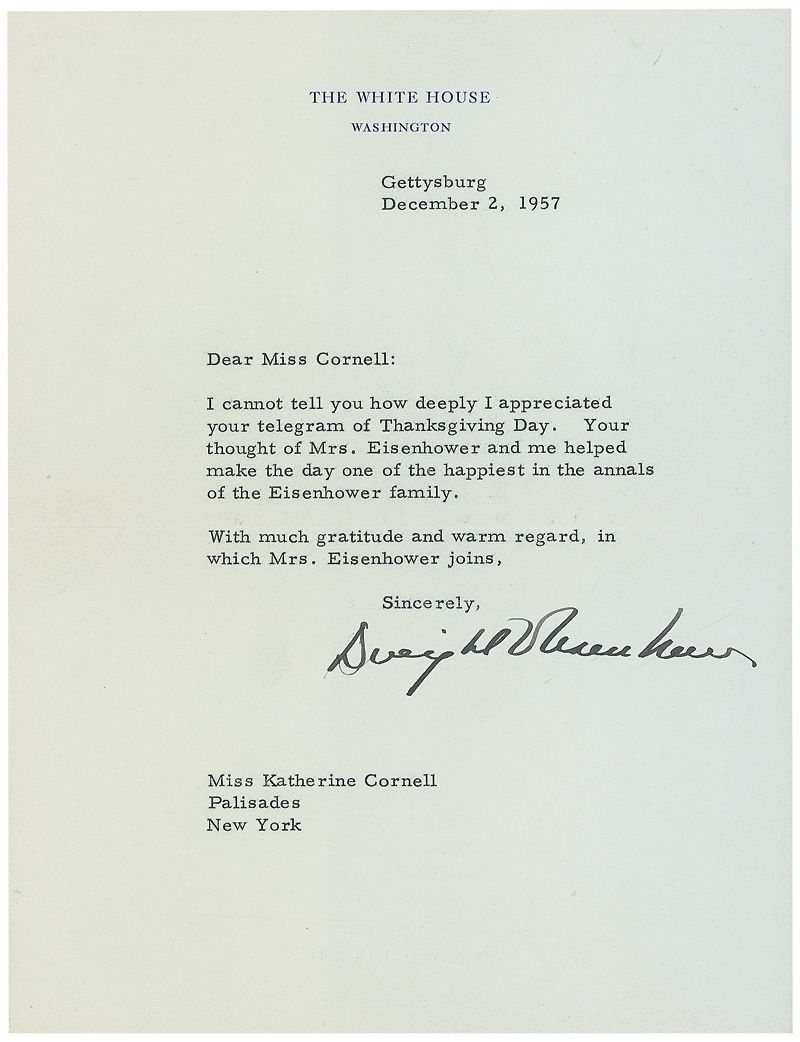 THE WHITE HOUSE
WASHINGTON
Gettysburg
December 2, 1957
Dear Miss Cornell:
I cannot tell you how deeply I appreciated
your telegram of Thanksgiving Day. Your
thought of Mrs. Eisenhower and me helped
make the day one of the happiest in the annals
of the Eisenhower family.
With much gratitude and warm regard, in
which Mrs. Eisenhower joins,
Sincerely,
Dwight D Eisenhower
Miss Katherine Cornell
Palisades
New York